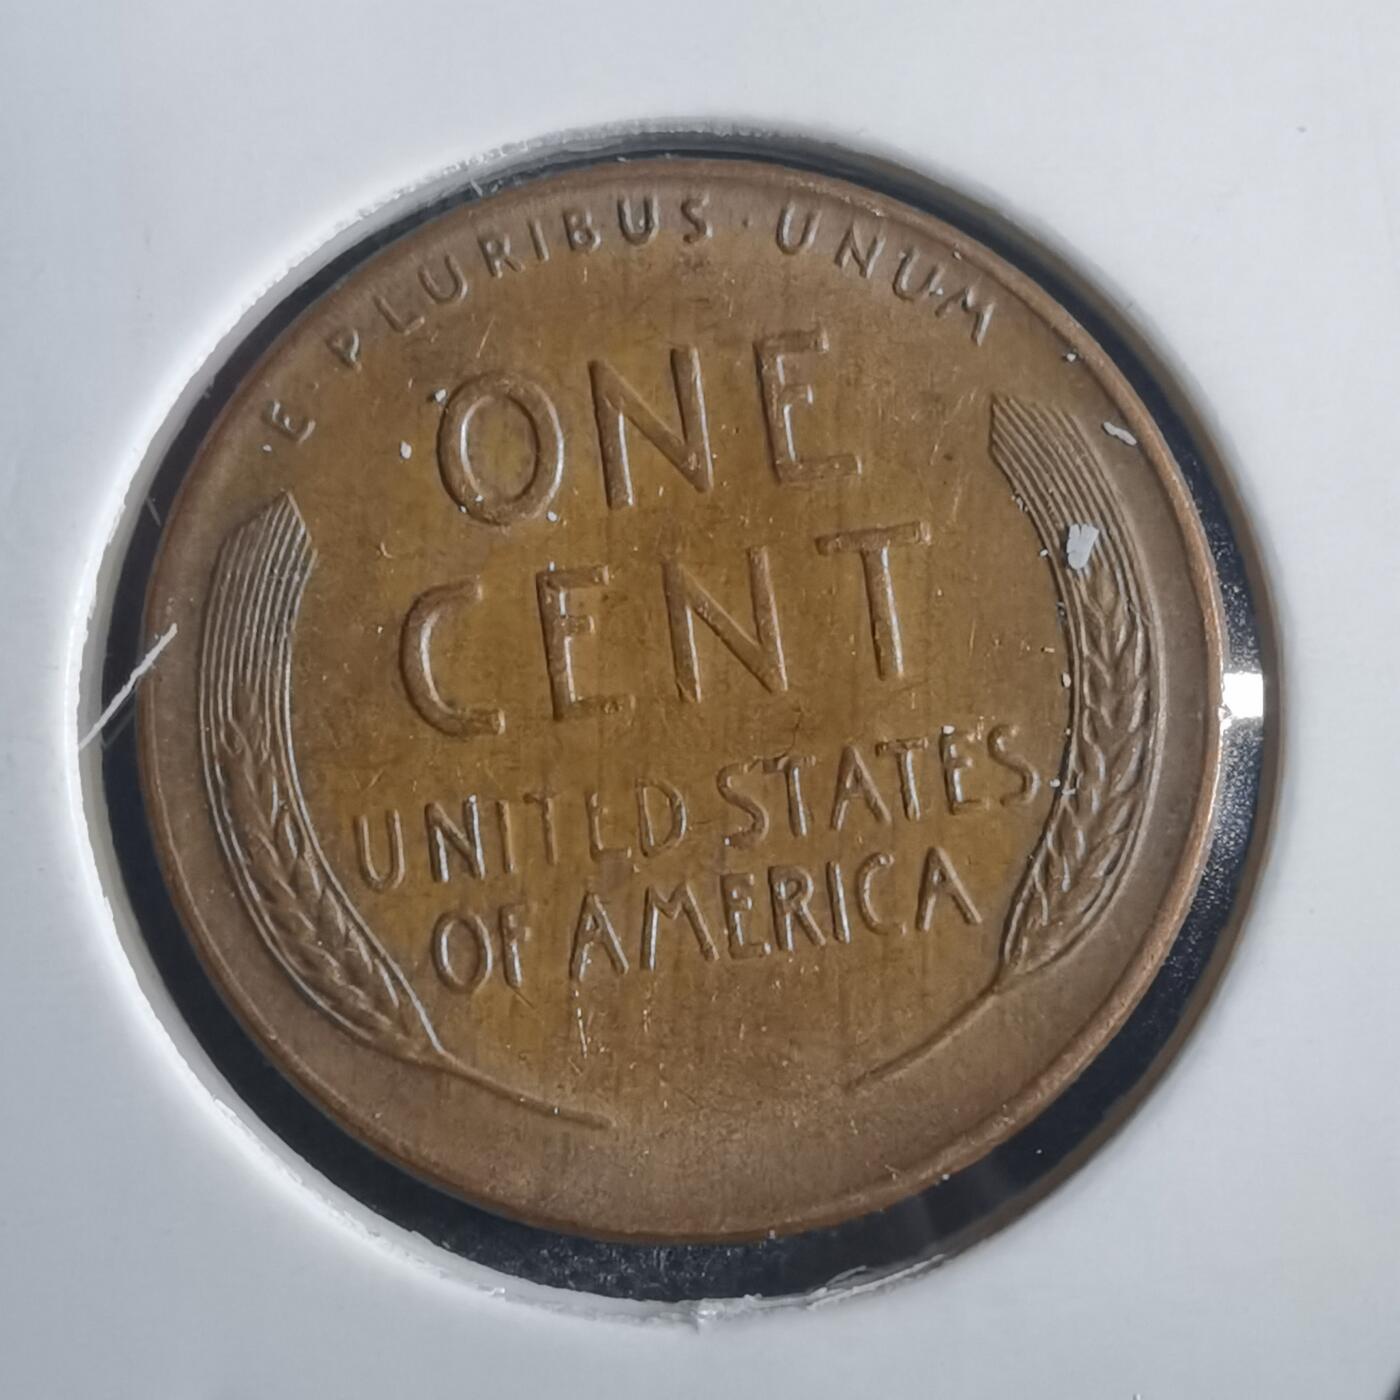 E · PLURIBUS · UNUM
ONE
CENT
UNITED STATES
OF AMERICA